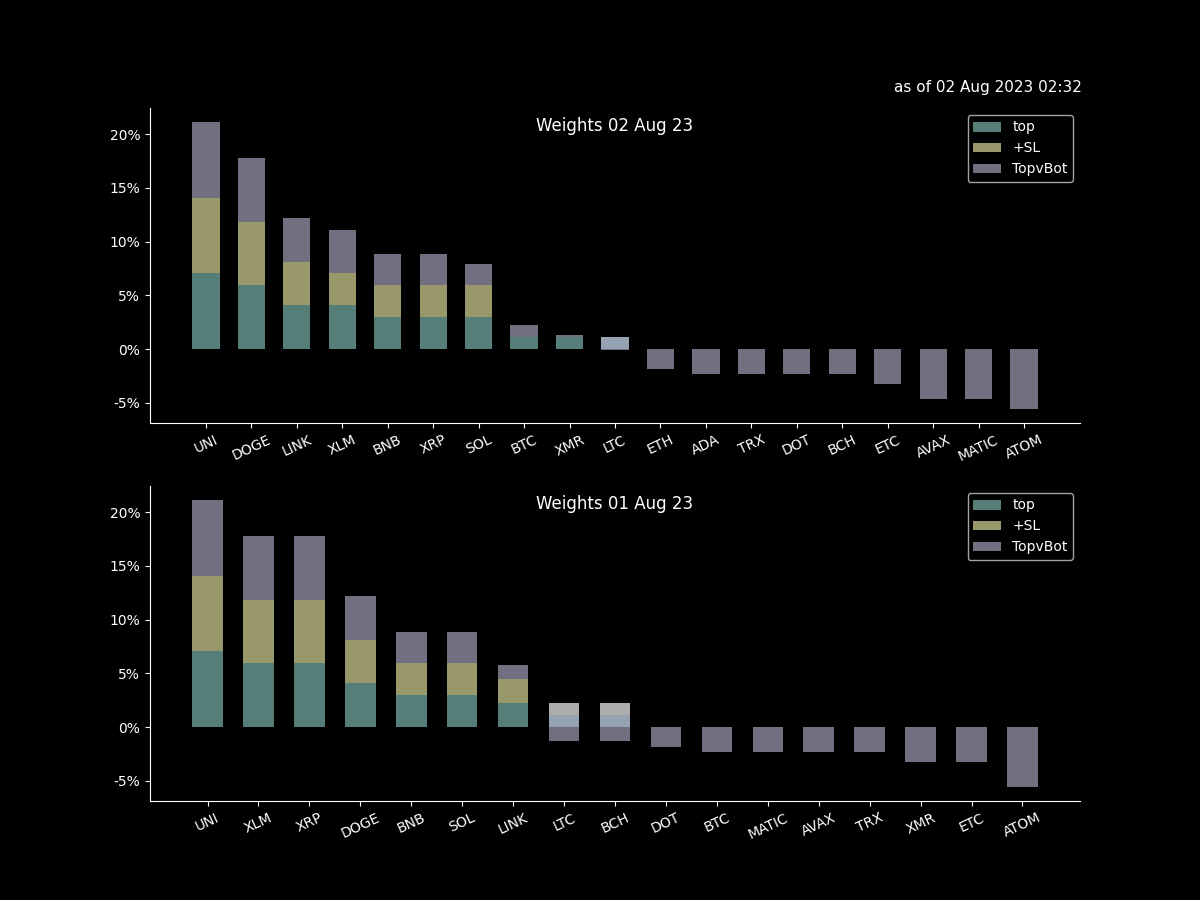 as of 02 Aug 2023 02:32
Weights 02 Aug 23
top
+SL
TopvBot
20%
15%
10%
5%
0%
-5%
UNI DOGE LINK XLM BNB XRP SOL BTC XMR LTC ETH ADA TRX DOT BCH ETC AVAX MATIC ATOM
Weights 01 Aug 23
top
+SL
TopvBot
20%
15%
10%
5%
0%
-5%
UNI XLM XRP DOGE BNB SOL LINK LTC BCH DOT BTC MATIC AVAX TRX XMR ETC ATOM